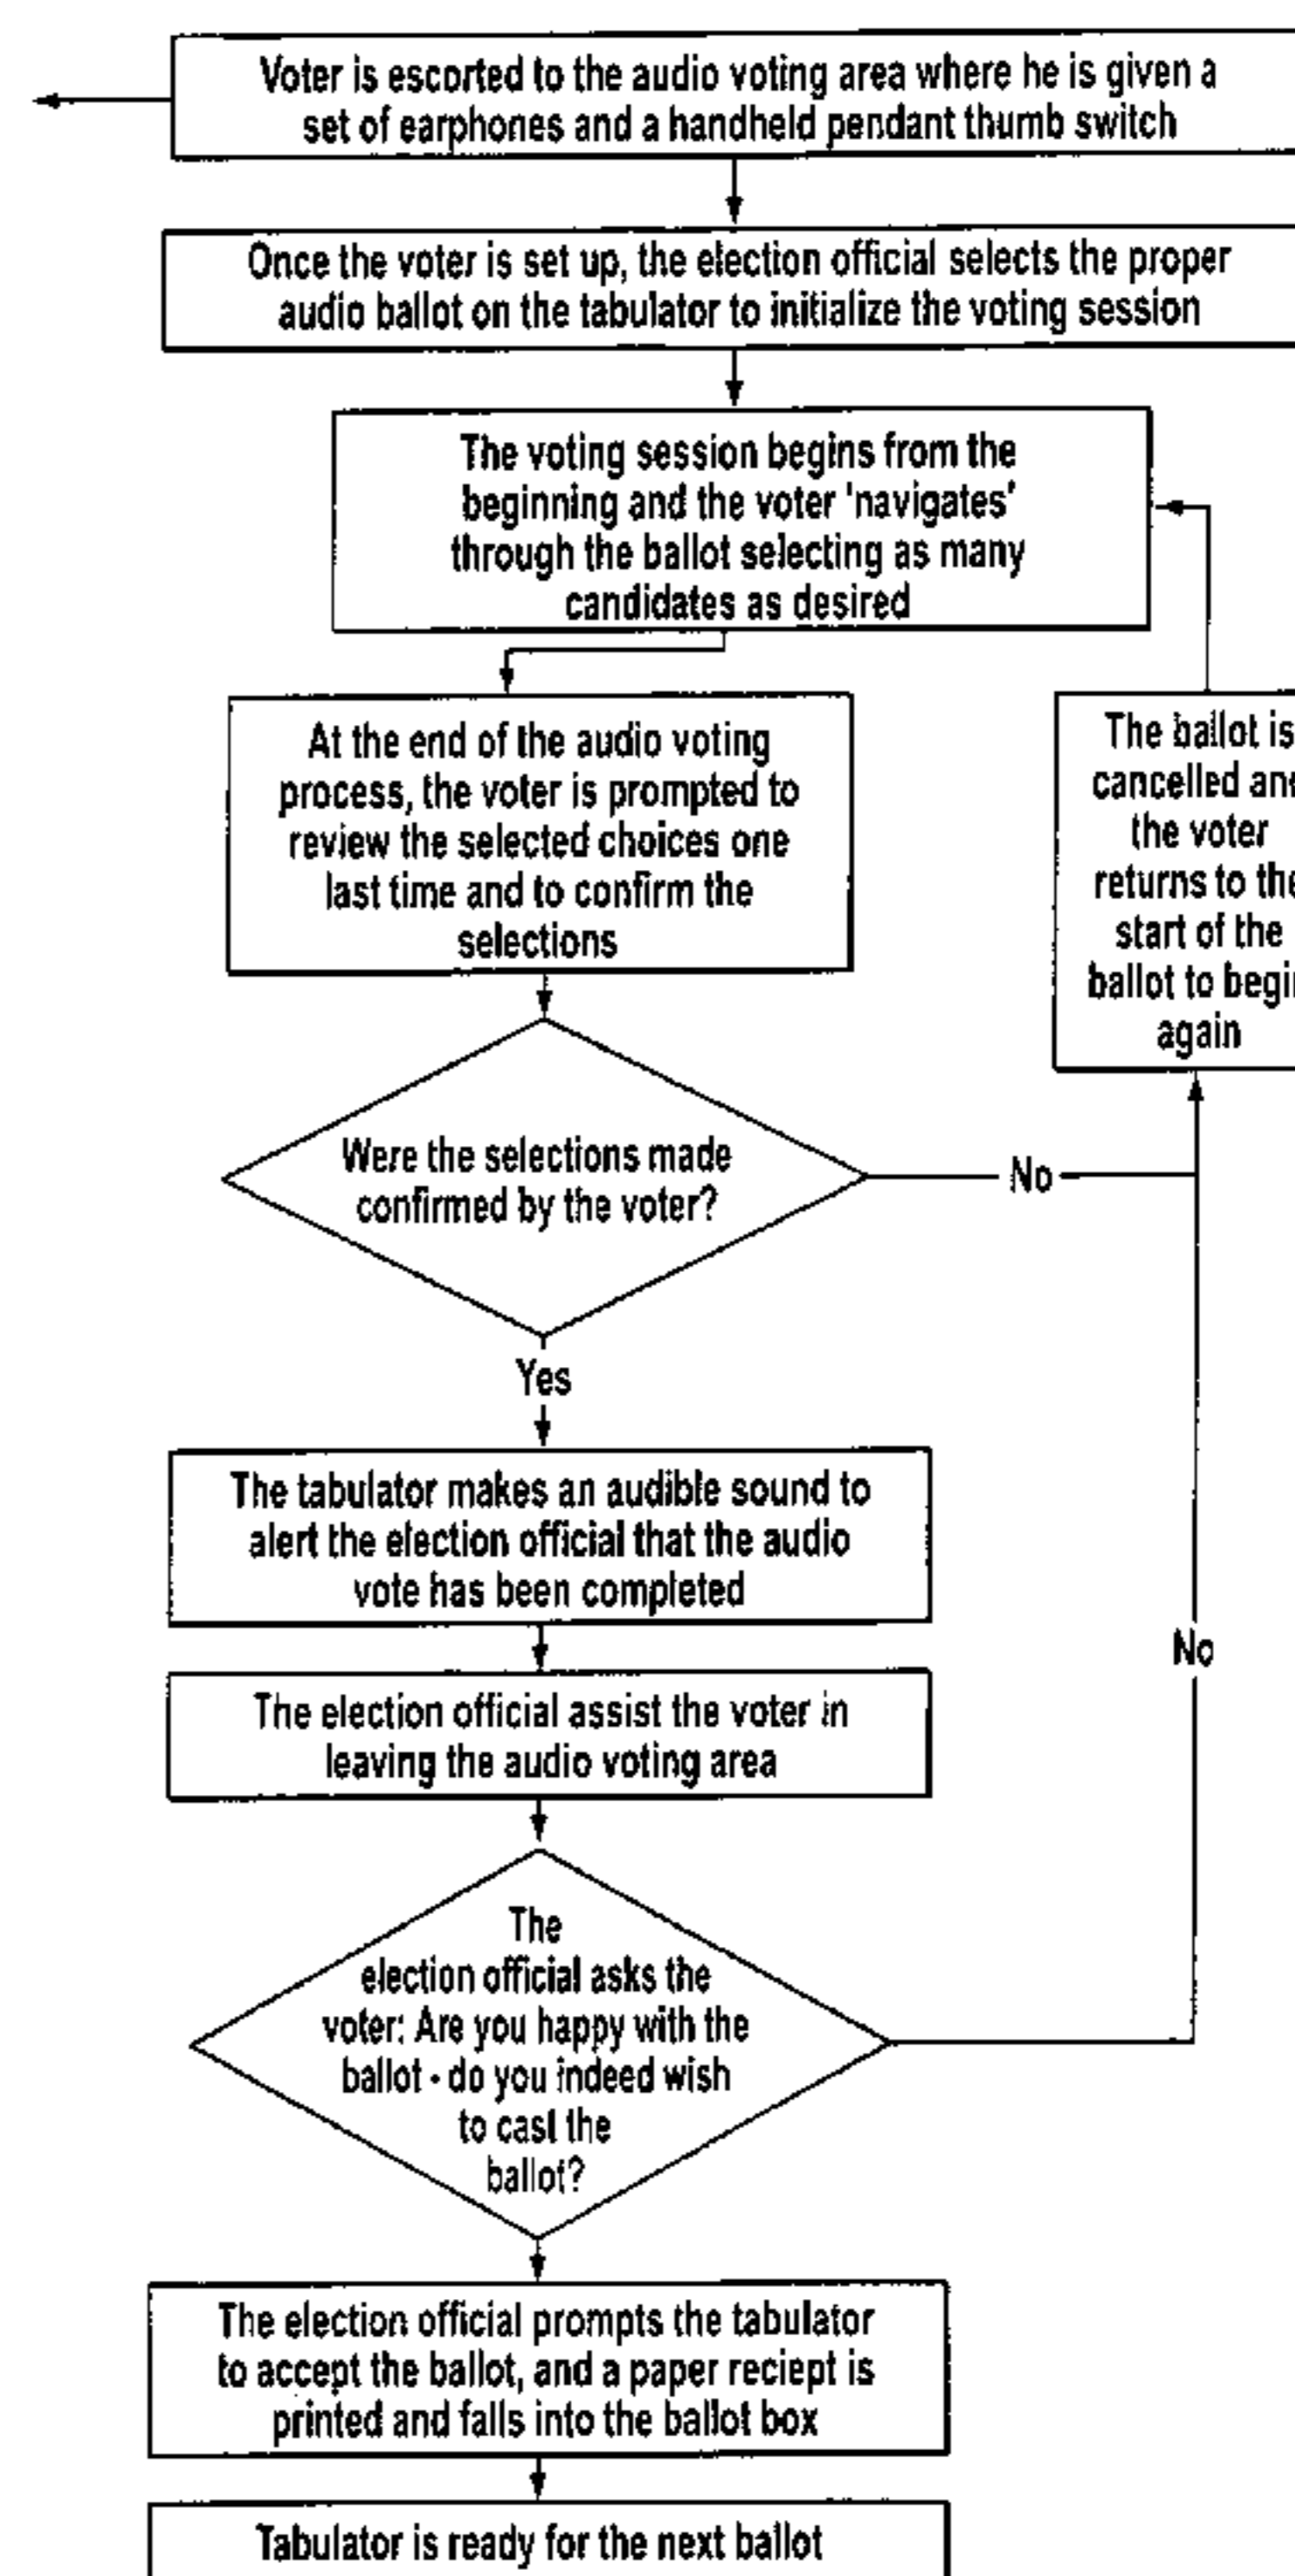 Voter is escorted to the audio voting area where he is given a
set of earphones and a handheld pendant thumb switch
Once the voter is set up, the election official selects the proper
audio ballot on the tabulator to initialize the voting session
The voting session begins from the
beginning and the voter 'navigates'
through the ballot selecting as many
candidates as desired
At the end of the audio voting
process, the voter is prompted to
review the selected choices one
last time and to confirm the
selections
The ballot is
cancelled and
the voter
returns to the
start of the
ballot to begin
again
Were the selections made
confirmed by the voter?
No
Yes
The tabulator makes an audible sound to
alert the election official that the audio
vote has been completed
No
The election official assist the voter in
leaving the audio voting area
The
election official asks the
voter: Are you happy with the
ballot - do you indeed wish
to cast the
ballot?
The election official prompts the tabulator
to accept the ballot, and a paper reciept is
printed and falls into the ballot box
Tabulator is ready for the next ballot